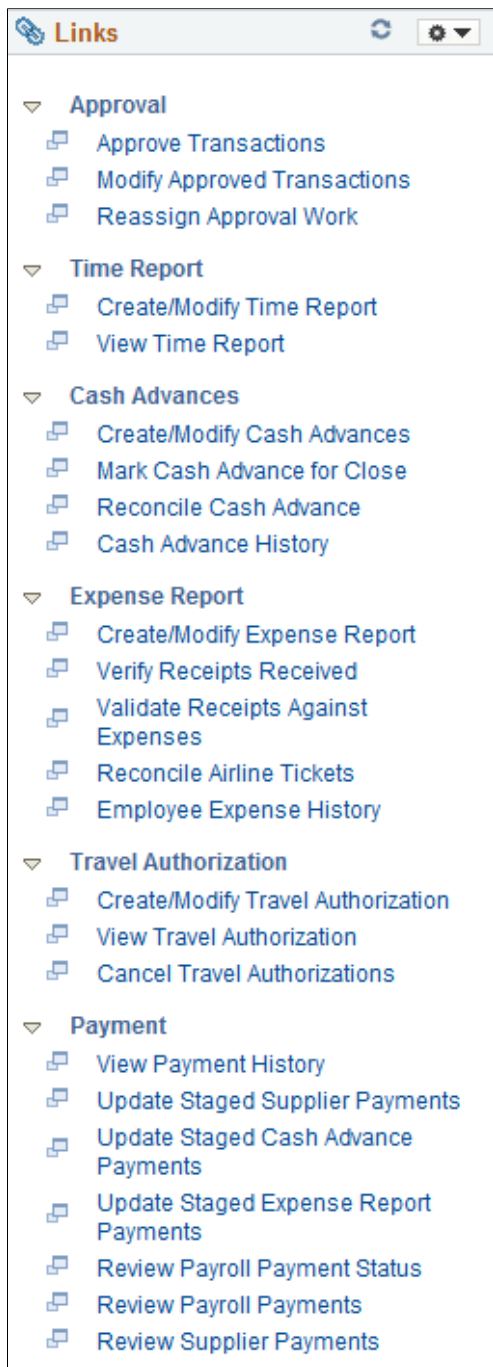 Links
Approval
Approve Transactions
Modify Approved Transactions
Reassign Approval Work
Time Report
Create/Modify Time Report
View Time Report
Cash Advances
Create/Modify Cash Advances
Mark Cash Advance for Close
Reconcile Cash Advance
Cash Advance History
Expense Report
Create/Modify Expense Report
Verify Receipts Received
Validate Receipts Against
Expenses
Reconcile Airline Tickets
Employee Expense History
Travel Authorization
Create/Modify Travel Authorization
View Travel Authorization
Cancel Travel Authorizations
Payment
View Payment History
Update Staged Supplier Payments
Update Staged Cash Advance
Payments
Update Staged Expense Report
Payments
Review Payroll Payment Status
Review Payroll Payments
Review Supplier Payments